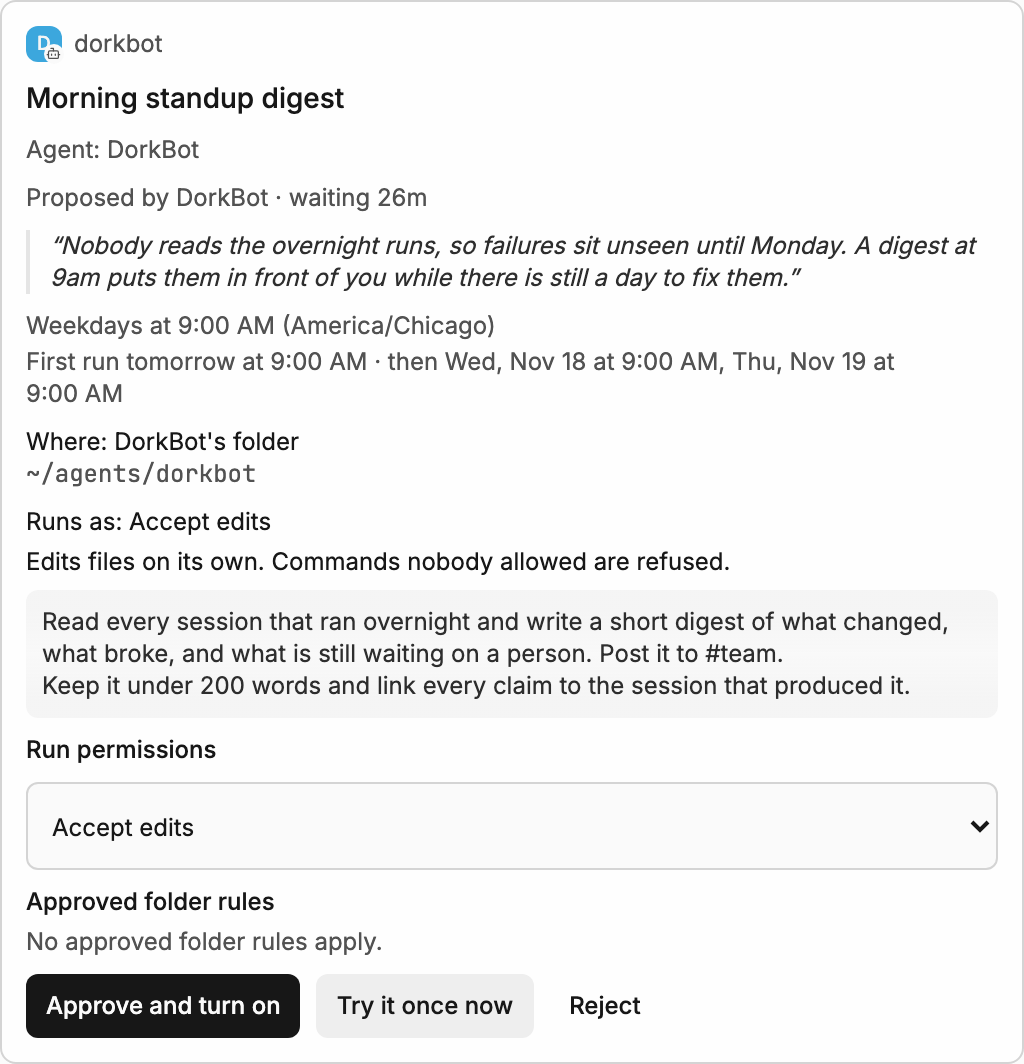 D
dorkbot
Morning standup digest
Agent: DorkBot
Proposed by DorkBot · waiting 26m
“Nobody reads the overnight runs, so failures sit unseen until Monday. A digest at
9am puts them in front of you while there is still a day to fix them.”
Weekdays at 9:00 AM (America/Chicago)
First run tomorrow at 9:00 AM · then Wed, Nov 18 at 9:00 AM, Thu, Nov 19 at
9:00 AM
Where: DorkBot's folder
~/agents/dorkbot
Runs as: Accept edits
Edits files on its own. Commands nobody allowed are refused.
Read every session that ran overnight and write a short digest of what changed,
what broke, and what is still waiting on a person. Post it to #team.
Keep it under 200 words and link every claim to the session that produced it.
Run permissions
Accept edits
Approved folder rules
No approved folder rules apply.
Approve and turn on
Try it once now
Reject